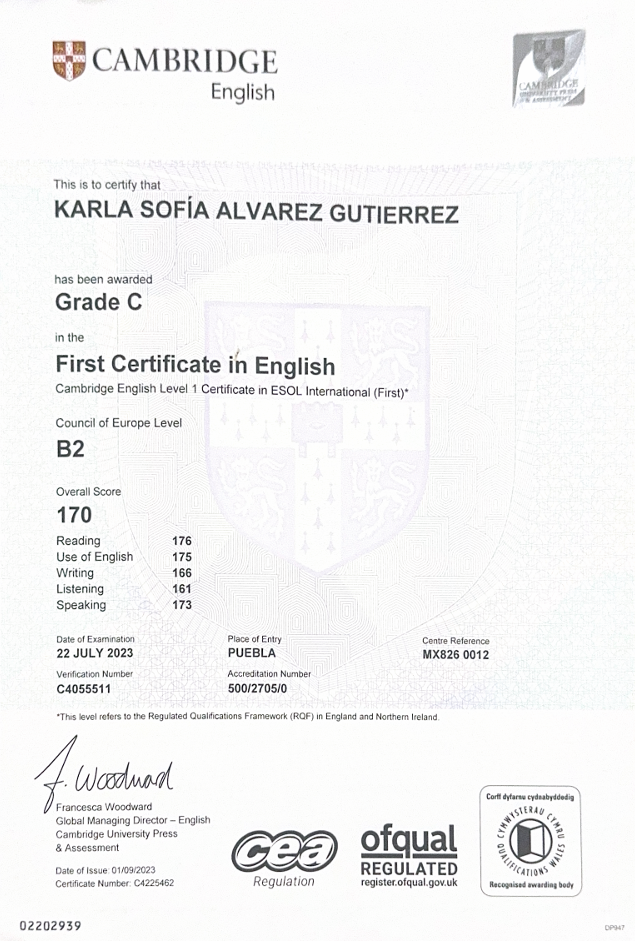 CAMBRIDGE
English
CAMBRIDGE
UNIVERSITY PRESS
& ASSESSMENT
This is to certify that
KARLA SOFÍA ALVAREZ GUTIERREZ
has been awarded
Grade C
in the
First Certificate in English
Cambridge English Level 1 Certificate in ESOL International (First)*
Council of Europe Level
B2
Overall Score
170
Reading 176
Use of English 175
Writing 166
Listening 161
Speaking 173
Date of Examination Place of Entry Centre Reference
22 JULY 2023 PUEBLA MX826 0012
Verification Number Accreditation Number
C4055511 500/2705/0
*This level refers to the Regulated Qualifications Framework (RQF) in England and Northern Ireland.
F. Woodward
Francesca Woodward
Global Managing Director – English
Cambridge University Press
& Assessment
Date of Issue: 01/09/2023
Certificate Number: C4225462
cea
Regulation
ofqual
REGULATED
register.ofqual.gov.uk
Corff dyfarnu cydnabyddedig
CYMWYSTERAU CYMRU
QUALIFICATIONS WALES
Recognised awarding body
02202939
DP947